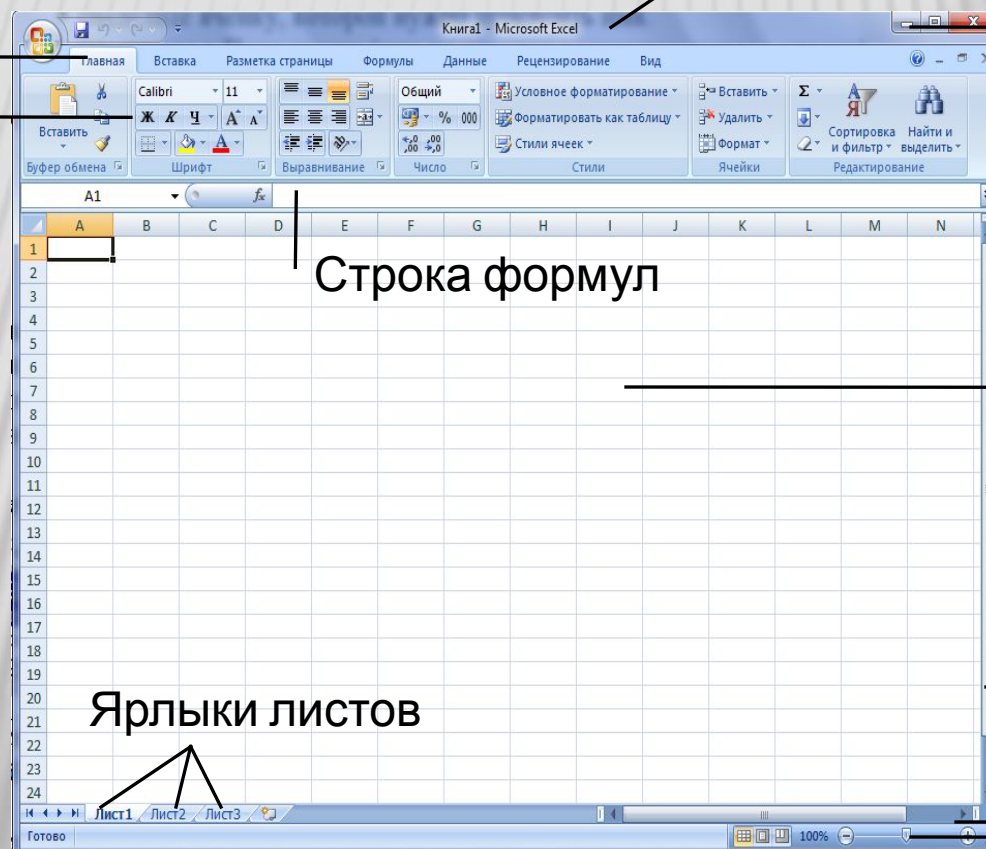 Книга1 - Microsoft Excel
Главная Вставка Разметка страницы Формулы Данные Рецензирование Вид
Calibri 11 Общий Условное форматирование Вставить Σ
Ж К Ч А А % 000 Форматировать как таблицу Удалить
Вставить Стили ячеек Формат Сортировка и фильтр Найти и выделить
Буфер обмена Шрифт Выравнивание Число Стили Ячейки Редактирование
A1 fx
A B C D E F G H I J K L M N
1
2
Строка формул
3
4
5
6
7
8
9
10
11
12
13
14
15
16
17
18
19
20
Ярлыки листов
21
22
23
24
Лист1 Лист2 Лист3
Готово 100%